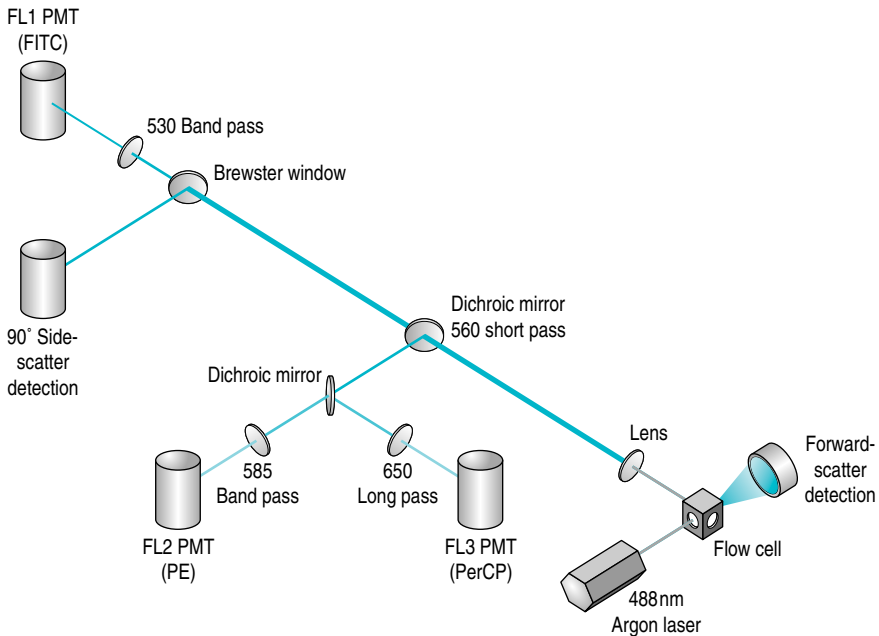 FL1 PMT
(FITC)
530 Band pass
Brewster window
90˚ Side-
scatter
detection
Dichroic mirror
560 short pass
Dichroic mirror
585
Band pass
650
Long pass
FL2 PMT
(PE)
FL3 PMT
(PerCP)
Lens
Forward-
scatter
detection
Flow cell
488nm
Argon laser